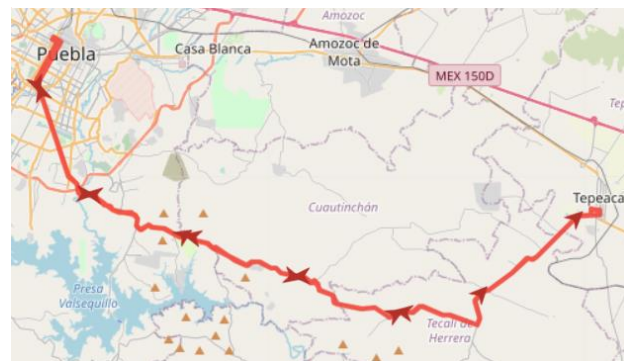 Amozoc
Puebla
Casa Blanca
Amozoc de
Mota
MEX 150D
Tepeaca
Cuautinchán
Presa
Valsequillo
Tecali de
Herrera